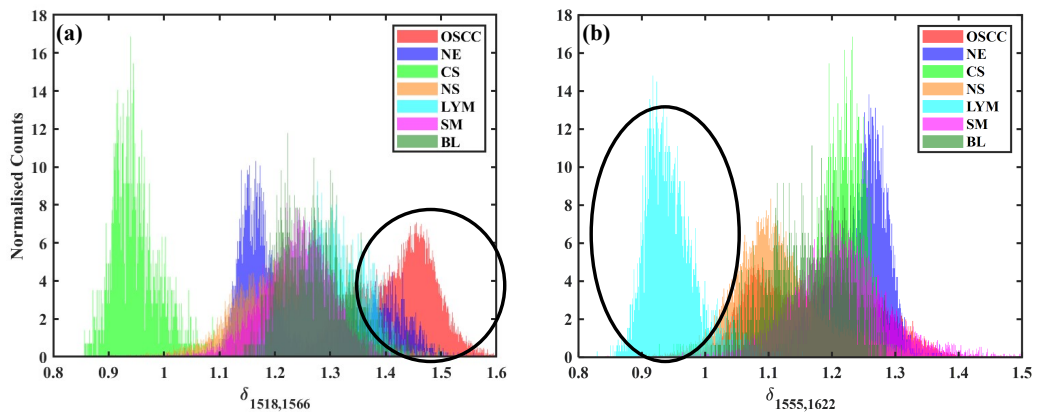 (a)
Normalised Counts
18
16
14
12
10
8
6
4
2
0
0.8 0.9 1 1.1 1.2 1.3 1.4 1.5 1.6
δ1518,1566
OSCC
NE
CS
NS
LYM
SM
BL
(b)
18
16
14
12
10
8
6
4
2
0
0.8 0.9 1 1.1 1.2 1.3 1.4 1.5
δ1555,1622
OSCC
NE
CS
NS
LYM
SM
BL